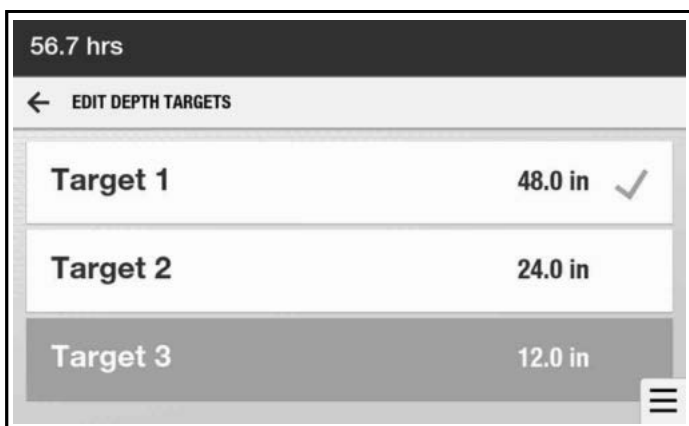 56.7 hrs
EDIT DEPTH TARGETS
Target 1 48.0 in
Target 2 24.0 in
Target 3 12.0 in